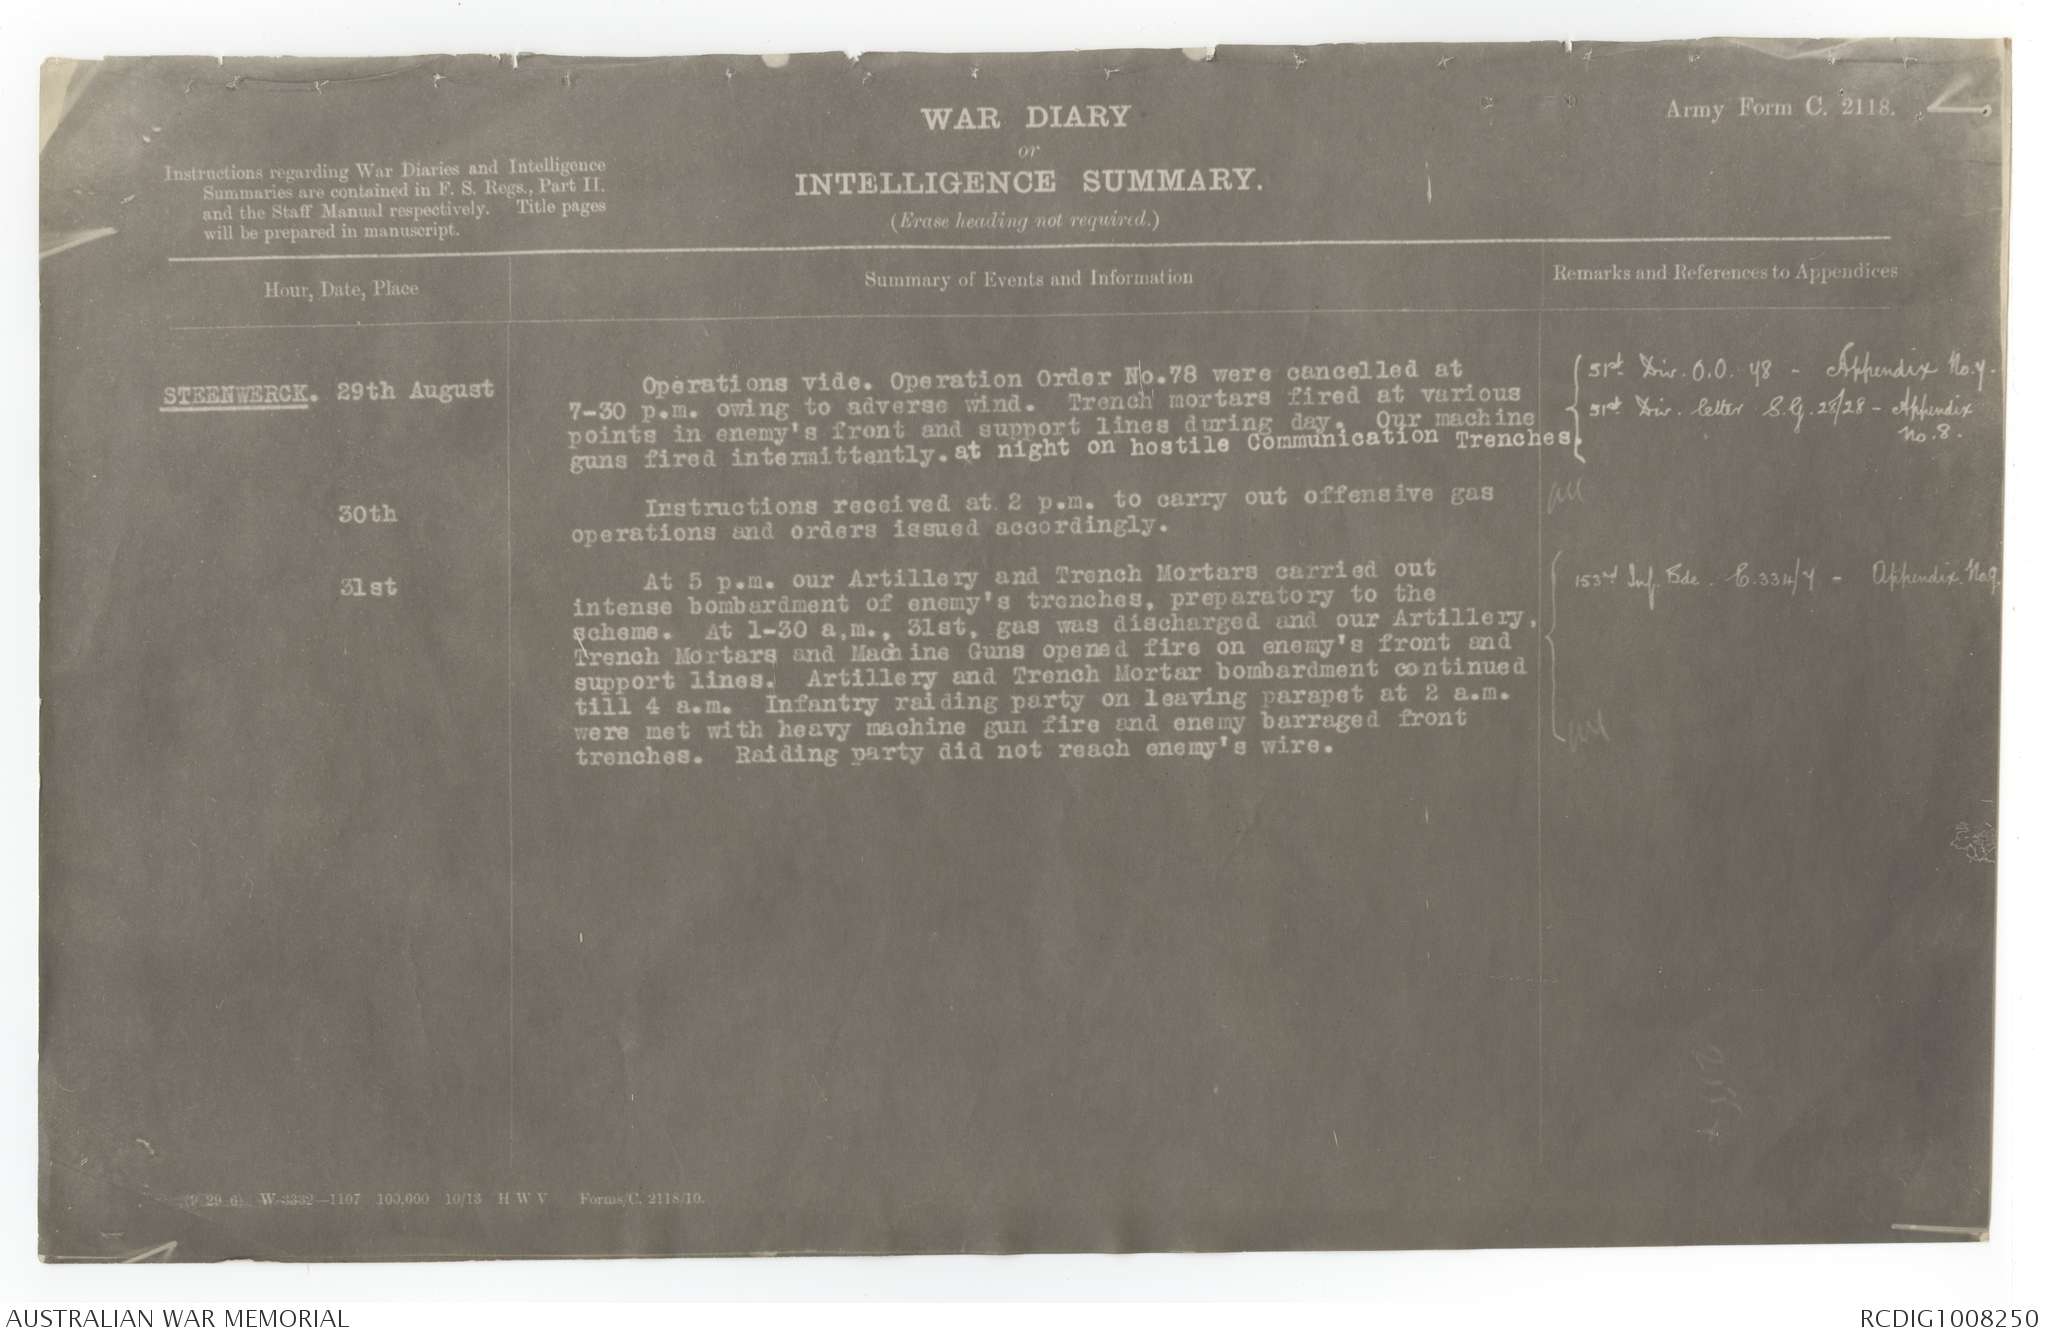 WAR DIARY
or
INTELLIGENCE SUMMARY.
(Erase heading not required.)
Army Form C. 2118.
Instructions regarding War Diaries and Intelligence
Summaries are contained in F. S. Regs., Part II.
and the Staff Manual respectively. Title pages
will be prepared in manuscript.
Hour, Date, Place
Summary of Events and Information
Remarks and References to Appendices
STEENWERCK. 29th August
Operations vide. Operation Order No.78 were cancelled at
7-30 p.m. owing to adverse wind. Trench mortars fired at various
points in enemy's front and support lines during day. Our machine
guns fired intermittently. at night on hostile Communication Trenches.
51st Div. O.O. 78 - Appendix No.7.
51st Div. letter S.G. 28/28 - Appendix
No.8.
30th
Instructions received at 2 p.m. to carry out offensive gas
operations and orders issued accordingly.
31st
At 5 p.m. our Artillery and Trench Mortars carried out
intense bombardment of enemy's trenches, preparatory to the
scheme. At 1-30 a,m., 31st, gas was discharged and our Artillery,
Trench Mortars and Machine Guns opened fire on enemy's front and
support lines. Artillery and Trench Mortar bombardment continued
till 4 a.m. Infantry raiding party on leaving parapet at 2 a.m.
were met with heavy machine gun fire and enemy barraged front
trenches. Raiding party did not reach enemy's wire.
153rd Inf. Bde. C.334/7 - Appendix No.9.
(9 29 6) W 3332—1107 100,000 10/13 H W V Forms/C. 2118/10.
AUSTRALIAN WAR MEMORIAL
RCDIG1008250